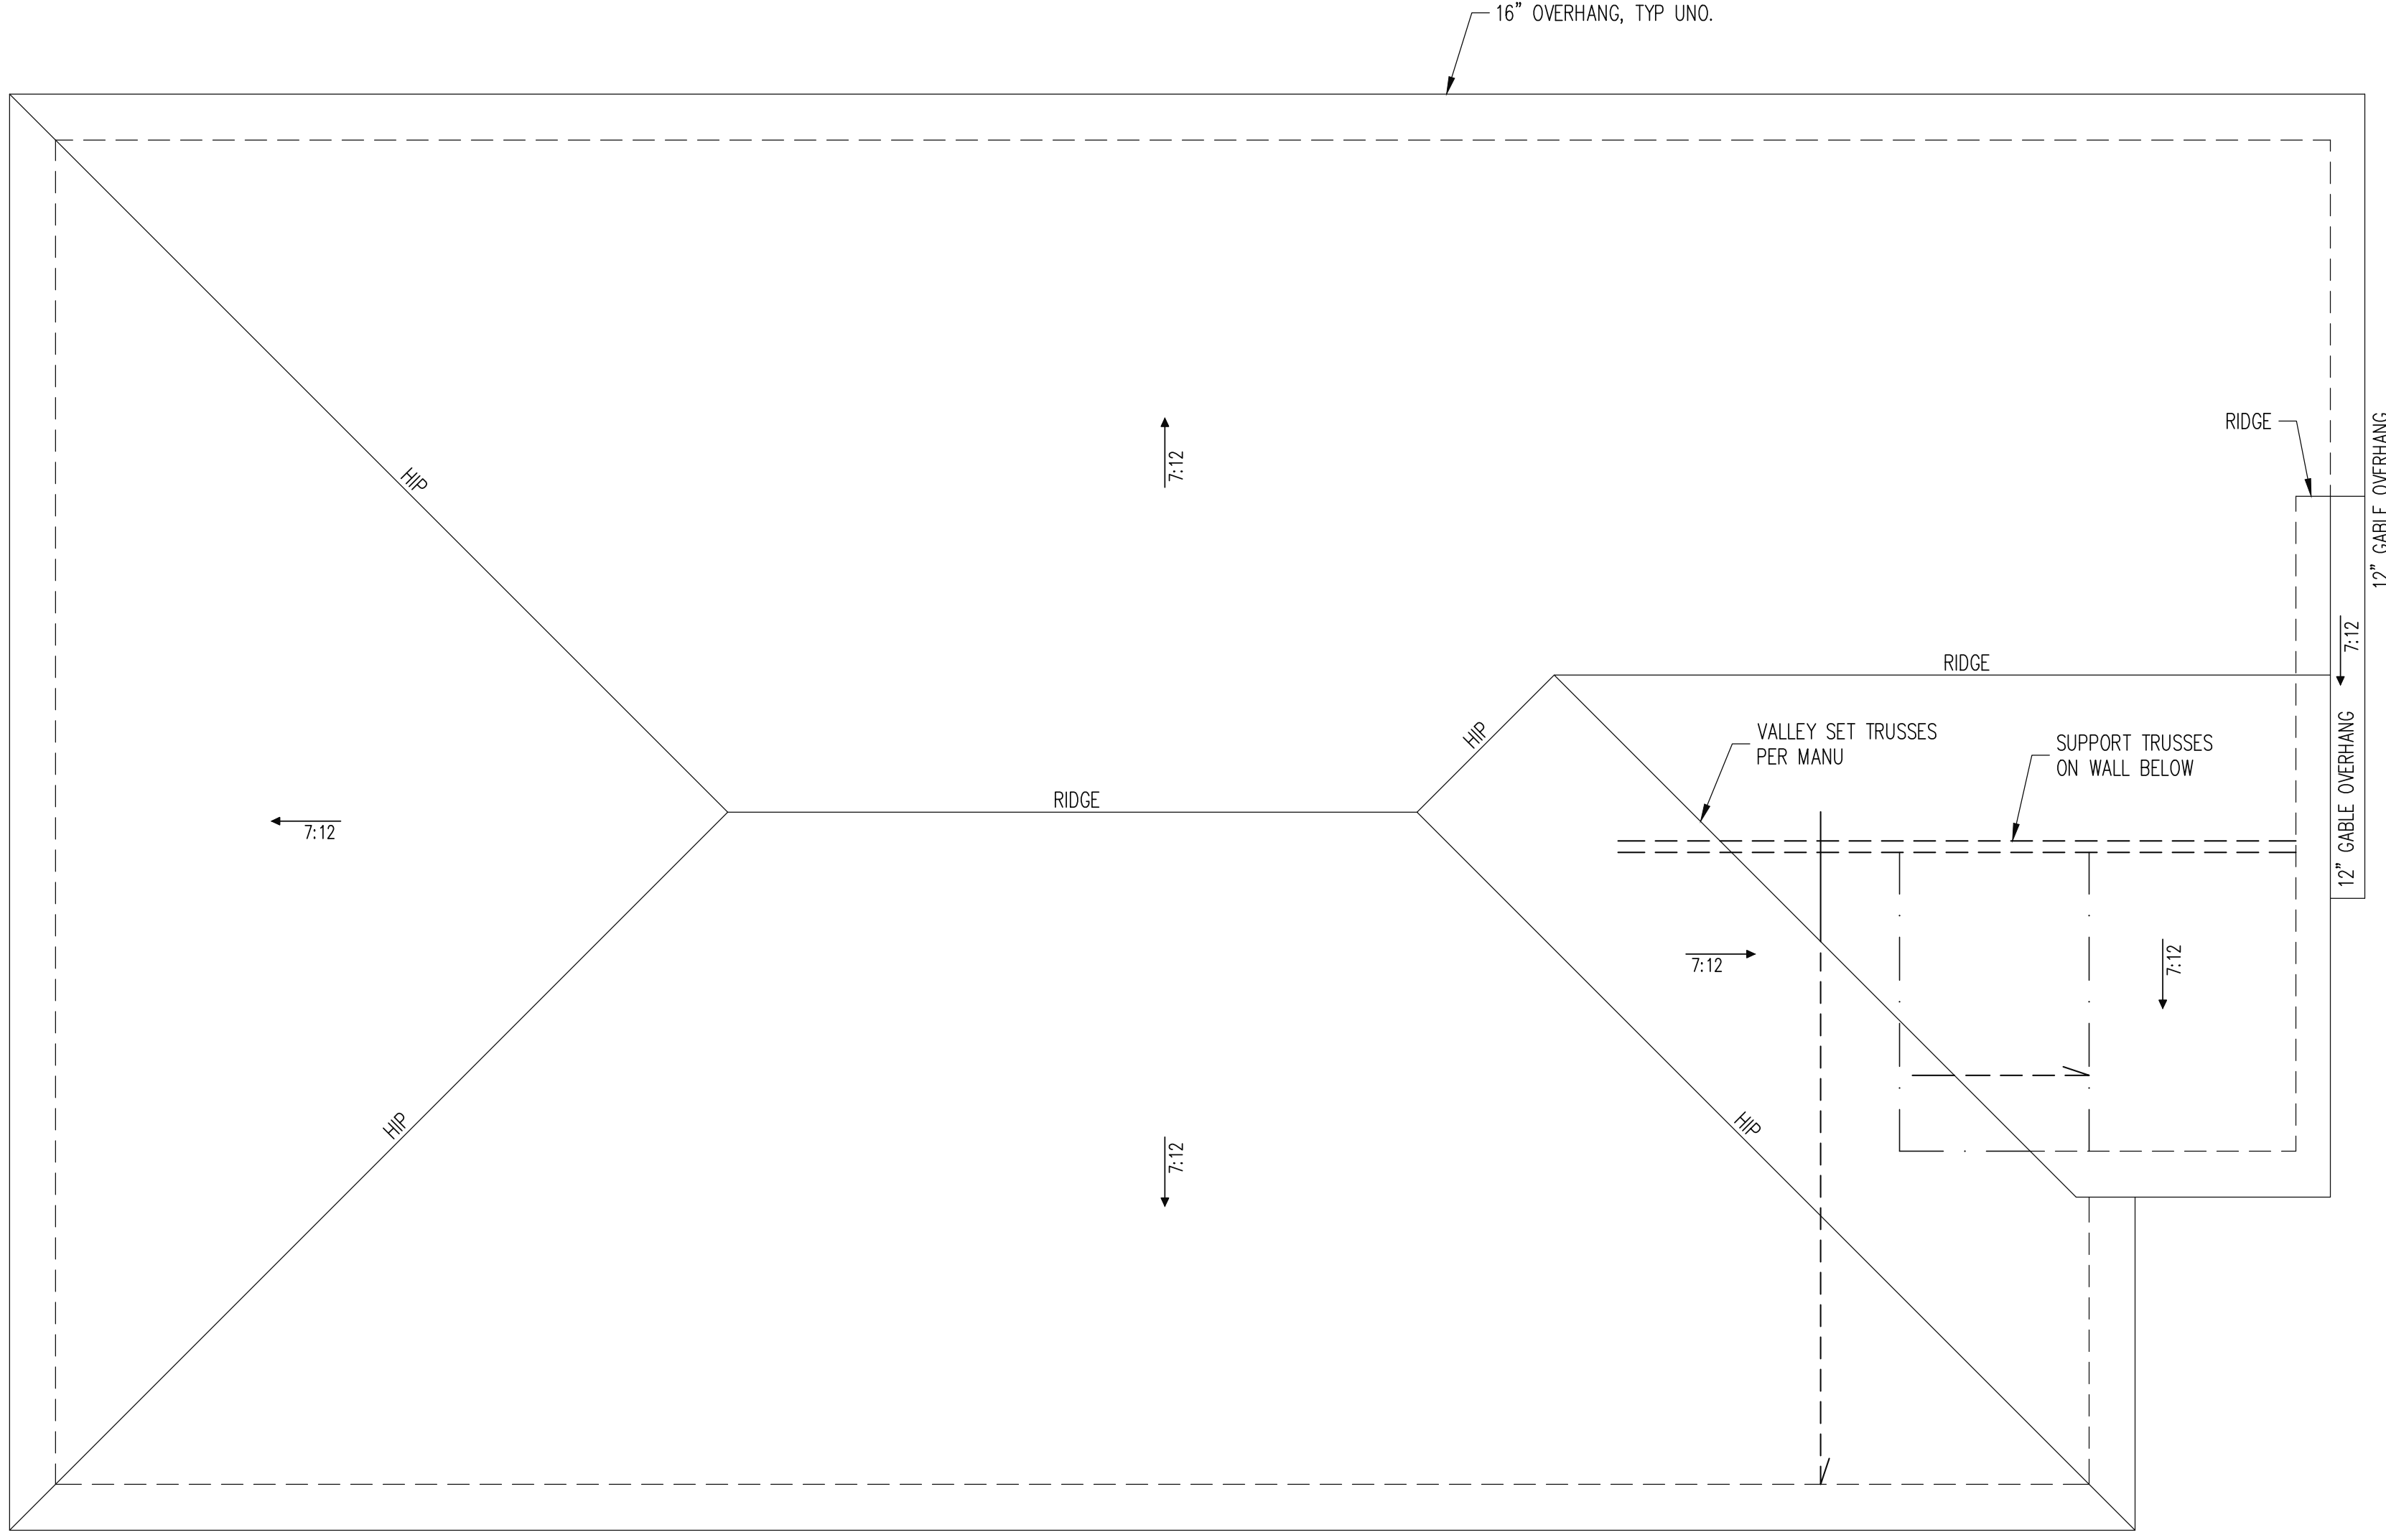 16” OVERHANG, TYP UNO.
RIDGE
12” GABLE OVERHANG
HIP
7:12
7:12
RIDGE
HIP
VALLEY SET TRUSSES
PER MANU
SUPPORT TRUSSES
ON WALL BELOW
12” GABLE OVERHANG
RIDGE
7:12
7:12
7:12
HIP
HIP
7:12